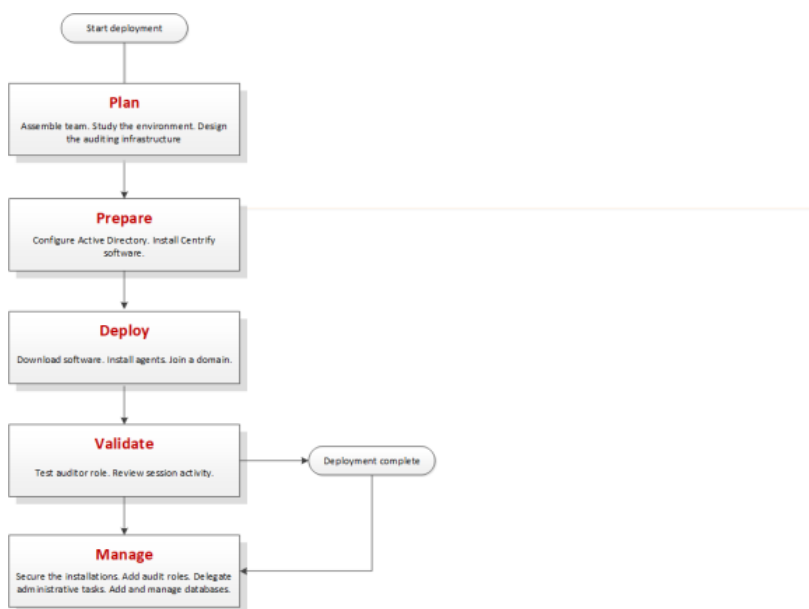 Start deployment
Plan
Assemble team. Study the environment. Design
the auditing infrastructure
Prepare
Configure Active Directory. Install Centrify
software.
Deploy
Download software. Install agents. Join a domain.
Validate
Test auditor role. Review session activity.
Deployment complete
Manage
Secure the installations. Add audit roles. Delegate
administrative tasks. Add and manage databases.